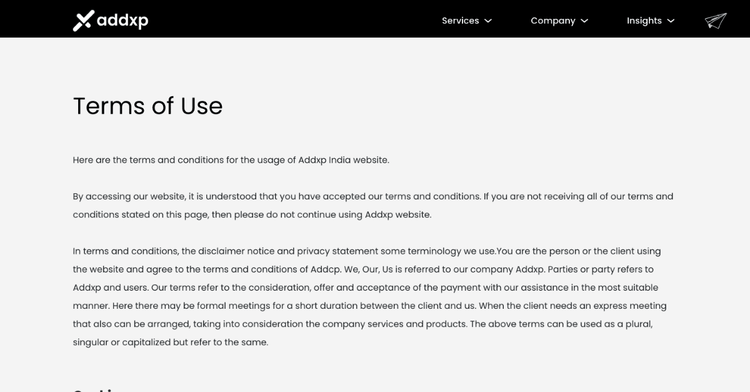 addxp
Services
Company
Insights
Terms of Use
Here are the terms and conditions for the usage of Addxp India website.
By accessing our website, it is understood that you have accepted our terms and conditions. If you are not receiving all of our terms and
conditions stated on this page, then please do not continue using Addxp website.
In terms and conditions, the disclaimer notice and privacy statement some terminology we use.You are the person or the client using
the website and agree to the terms and conditions of Addcp. We, Our, Us is referred to our company Addxp. Parties or party refers to
Addxp and users. Our terms refer to the consideration, offer and acceptance of the payment with our assistance in the most suitable
manner. Here there may be formal meetings for a short duration between the client and us. When the client needs an express meeting
that also can be arranged, taking into consideration the company services and products. The above terms can be used as a plural,
singular or capitalized but refer to the same.